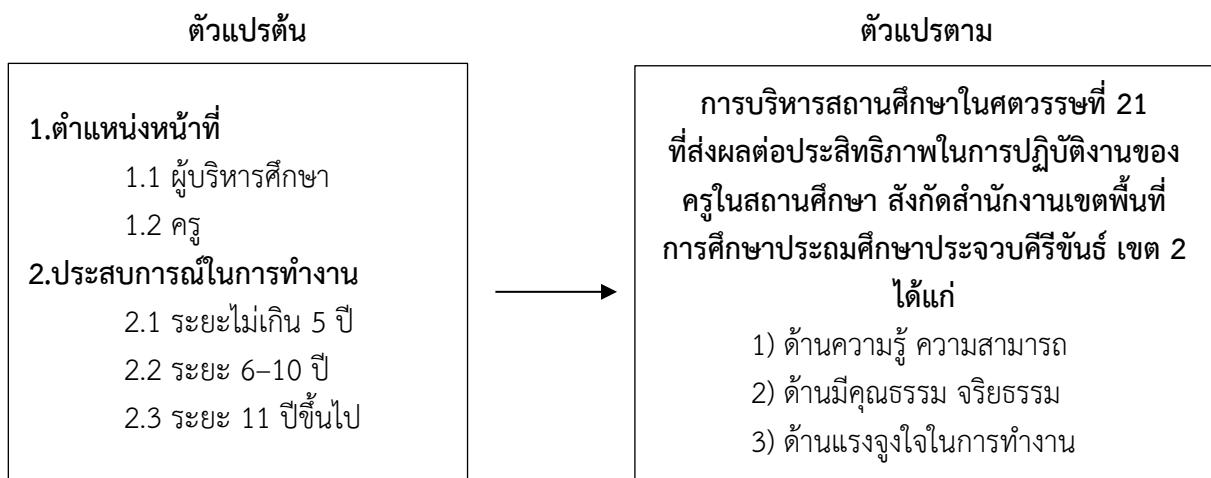 ตัวแปรต้น
1.ตำแหน่งหน้าที่
1.1 ผู้บริหารศึกษา
1.2 ครู
2.ประสบการณ์ในการทำงาน
2.1 ระยะไม่เกิน 5 ปี
2.2 ระยะ 6–10 ปี
2.3 ระยะ 11 ปีขึ้นไป
ตัวแปรตาม
การบริหารสถานศึกษาในศตวรรษที่ 21
ที่ส่งผลต่อประสิทธิภาพในการปฏิบัติงานของ
ครูในสถานศึกษา สังกัดสำนักงานเขตพื้นที่
การศึกษาประถมศึกษาประจวบคีรีขันธ์ เขต 2
ได้แก่
1) ด้านความรู้ ความสามารถ
2) ด้านมีคุณธรรม จริยธรรม
3) ด้านแรงจูงใจในการทำงาน